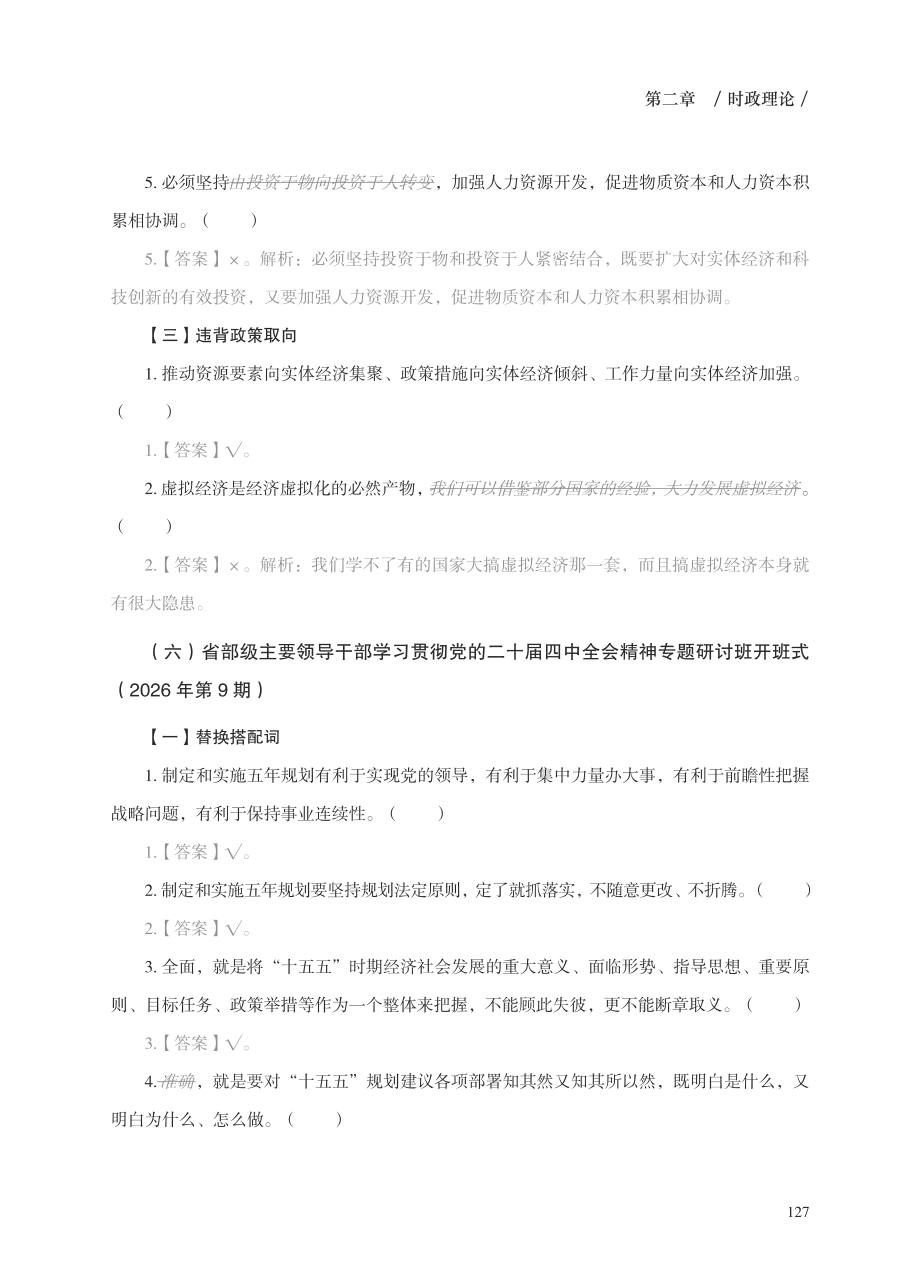 第二章 / 时政理论 /
5. 必须坚持由投资于物向投资于人转变，加强人力资源开发，促进物质资本和人力资本积
累相协调。（　　）
5.【答案】×。解析：必须坚持投资于物和投资于人紧密结合，既要扩大对实体经济和科
技创新的有效投资，又要加强人力资源开发，促进物质资本和人力资本积累相协调。
【三】违背政策取向
1. 推动资源要素向实体经济集聚、政策措施向实体经济倾斜、工作力量向实体经济加强。
（　　）
1.【答案】√。
2. 虚拟经济是经济虚拟化的必然产物，我们可以借鉴部分国家的经验，大力发展虚拟经济。
（　　）
2.【答案】×。解析：我们学不了有的国家大搞虚拟经济那一套，而且搞虚拟经济本身就
有很大隐患。
（六）省部级主要领导干部学习贯彻党的二十届四中全会精神专题研讨班开班式
（2026 年第 9 期）
【一】替换搭配词
1. 制定和实施五年规划有利于实现党的领导，有利于集中力量办大事，有利于前瞻性把握
战略问题，有利于保持事业连续性。（　　）
1.【答案】√。
2. 制定和实施五年规划要坚持规划法定原则，定了就抓落实，不随意更改、不折腾。（　　）
2.【答案】√。
3. 全面，就是将“十五五”时期经济社会发展的重大意义、面临形势、指导思想、重要原
则、目标任务、政策举措等作为一个整体来把握，不能顾此失彼，更不能断章取义。（　　）
3.【答案】√。
4. 准确，就是要对“十五五”规划建议各项部署知其然又知其所以然，既明白是什么，又
明白为什么、怎么做。（　　）
127